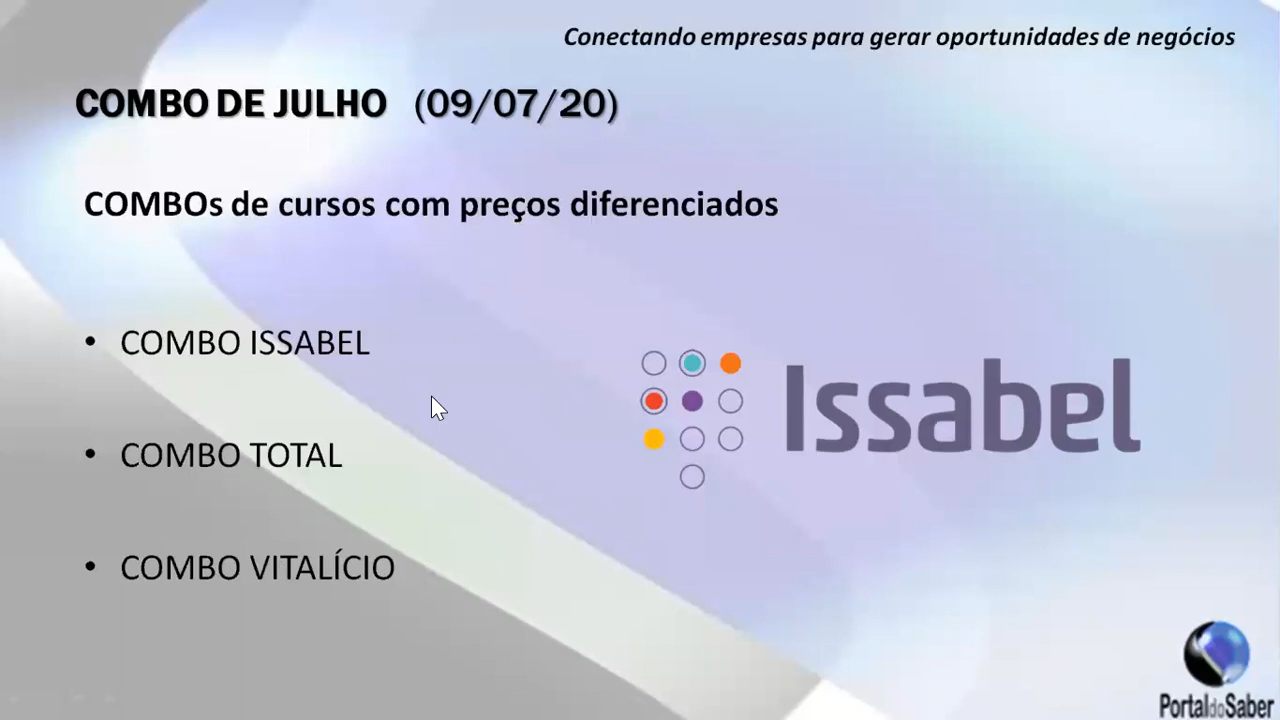 Conectando empresas para gerar oportunidades de negócios
COMBO DE JULHO (09/07/20)
COMBOs de cursos com preços diferenciados
• COMBO ISSABEL
Issabel
• COMBO TOTAL
• COMBO VITALÍCIO
PortaldoSaber